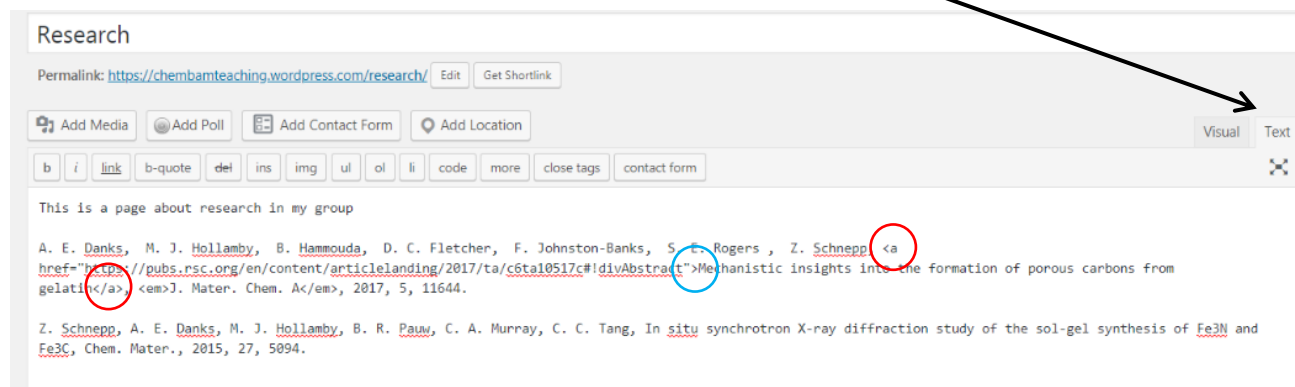 Research
Permalink: https://chembamteaching.wordpress.com/research/ Edit Get Shortlink
Add Media Add Poll Add Contact Form Add Location
Visual Text
b i link b-quote del ins img ul ol li code more close tags contact form
This is a page about research in my group
A. E. Danks, M. J. Hollamby, B. Hammouda, D. C. Fletcher, F. Johnston-Banks, S. E. Rogers , Z. Schnepp, <a
href="https://pubs.rsc.org/en/content/articlelanding/2017/ta/c6ta10517c#!divAbstract">Mechanistic insights into the formation of porous carbons from
gelatin</a>, <em>J. Mater. Chem. A</em>, 2017, 5, 11644.
Z. Schnepp, A. E. Danks, M. J. Hollamby, B. R. Pauw, C. A. Murray, C. C. Tang, In situ synchrotron X-ray diffraction study of the sol-gel synthesis of Fe3N and
Fe3C, Chem. Mater., 2015, 27, 5094.